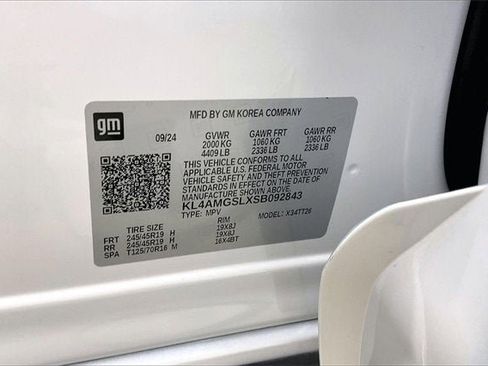 gm
MFD BY GM KOREA COMPANY
09/24 GVWR GAWR FRT GAWR RR
2000 KG 1060 KG 1060 KG
4409 LB 2336 LB 2336 LB
THIS VEHICLE CONFORMS TO ALL
APPLICABLE U.S. FEDERAL MOTOR
VEHICLE SAFETY AND THEFT PREVENTION
STANDARDS IN EFFECT ON THE DATE OF
MANUFACTURE SHOWN ABOVE.
KL4AMGSLXSB092843
TYPE: MPV MODEL: X34TT26
TIRE SIZE RIM
FRT 245/45R19 H 19X8J
RR 245/45R19 H 19X8J
SPA T125/70R16 M 16X4BT